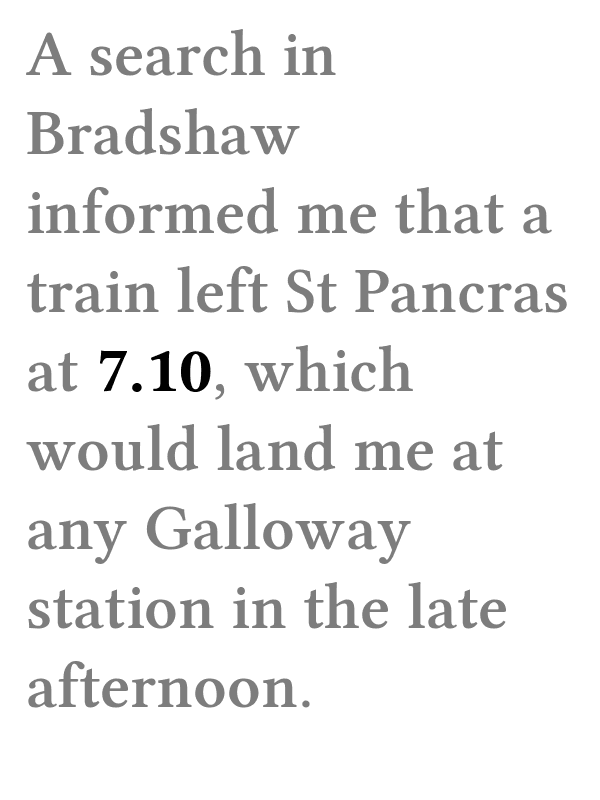 A search in
Bradshaw
informed me that a
train left St Pancras
at 7.10, which
would land me at
any Galloway
station in the late
afternoon.